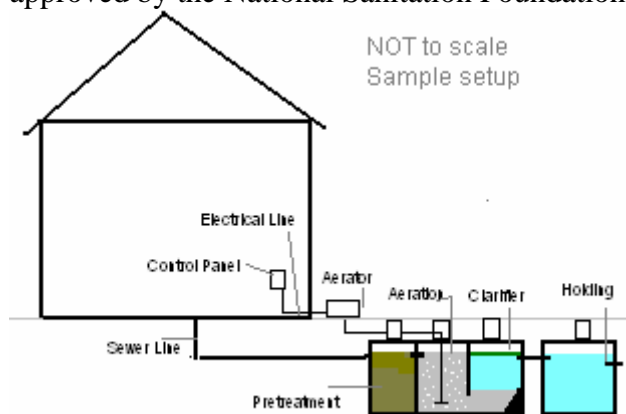 approved by the National Sanitation Foundation
NOT to scale
Sample setup
Electrical Line
Control Panel
Aerator
Aeration
Clarifier
Holding
Sewer Line
Pretreatment